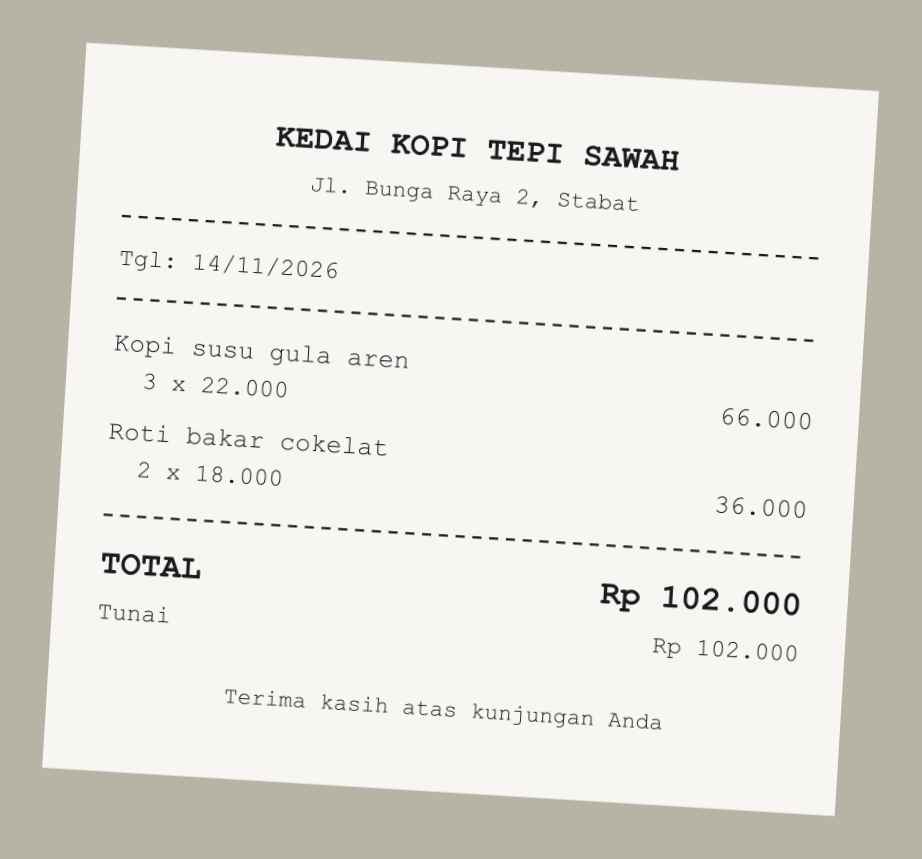 KEDAI KOPI TEPI SAWAH
Jl. Bunga Raya 2, Stabat
Tgl: 14/11/2026
Kopi susu gula aren
3 x 22.000 66.000
Roti bakar cokelat
2 x 18.000 36.000
TOTAL Rp 102.000
Tunai Rp 102.000
Terima kasih atas kunjungan Anda